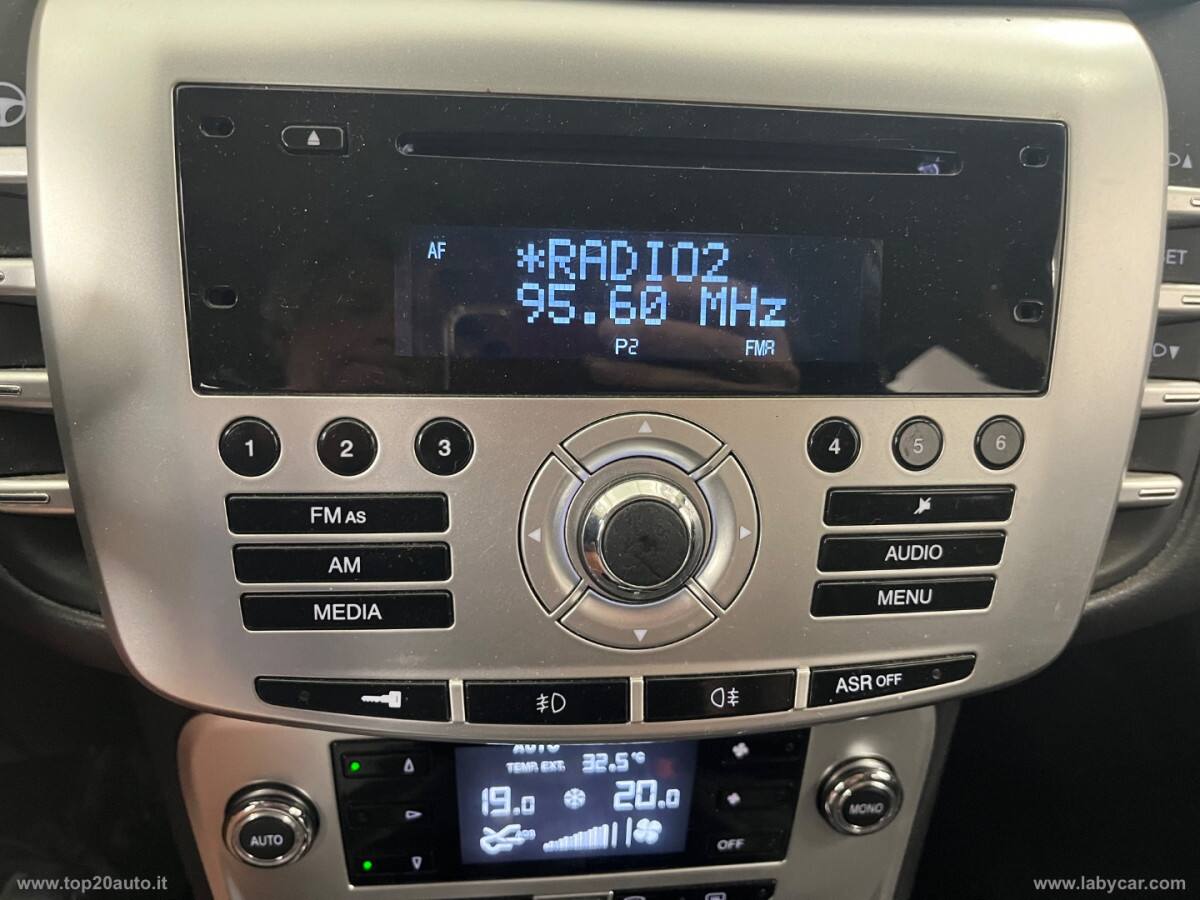 AF *RADIO2
95.60 MHz
P2 FMA
1 2 3 4 5 6
FM AS
AM
AUDIO
MEDIA
MENU
ASR OFF
AUTO
TEMP. EXT. 32.5°C
19.0 20.0
AUTO
MONO
OFF
www.top20auto.it
www.labycar.com